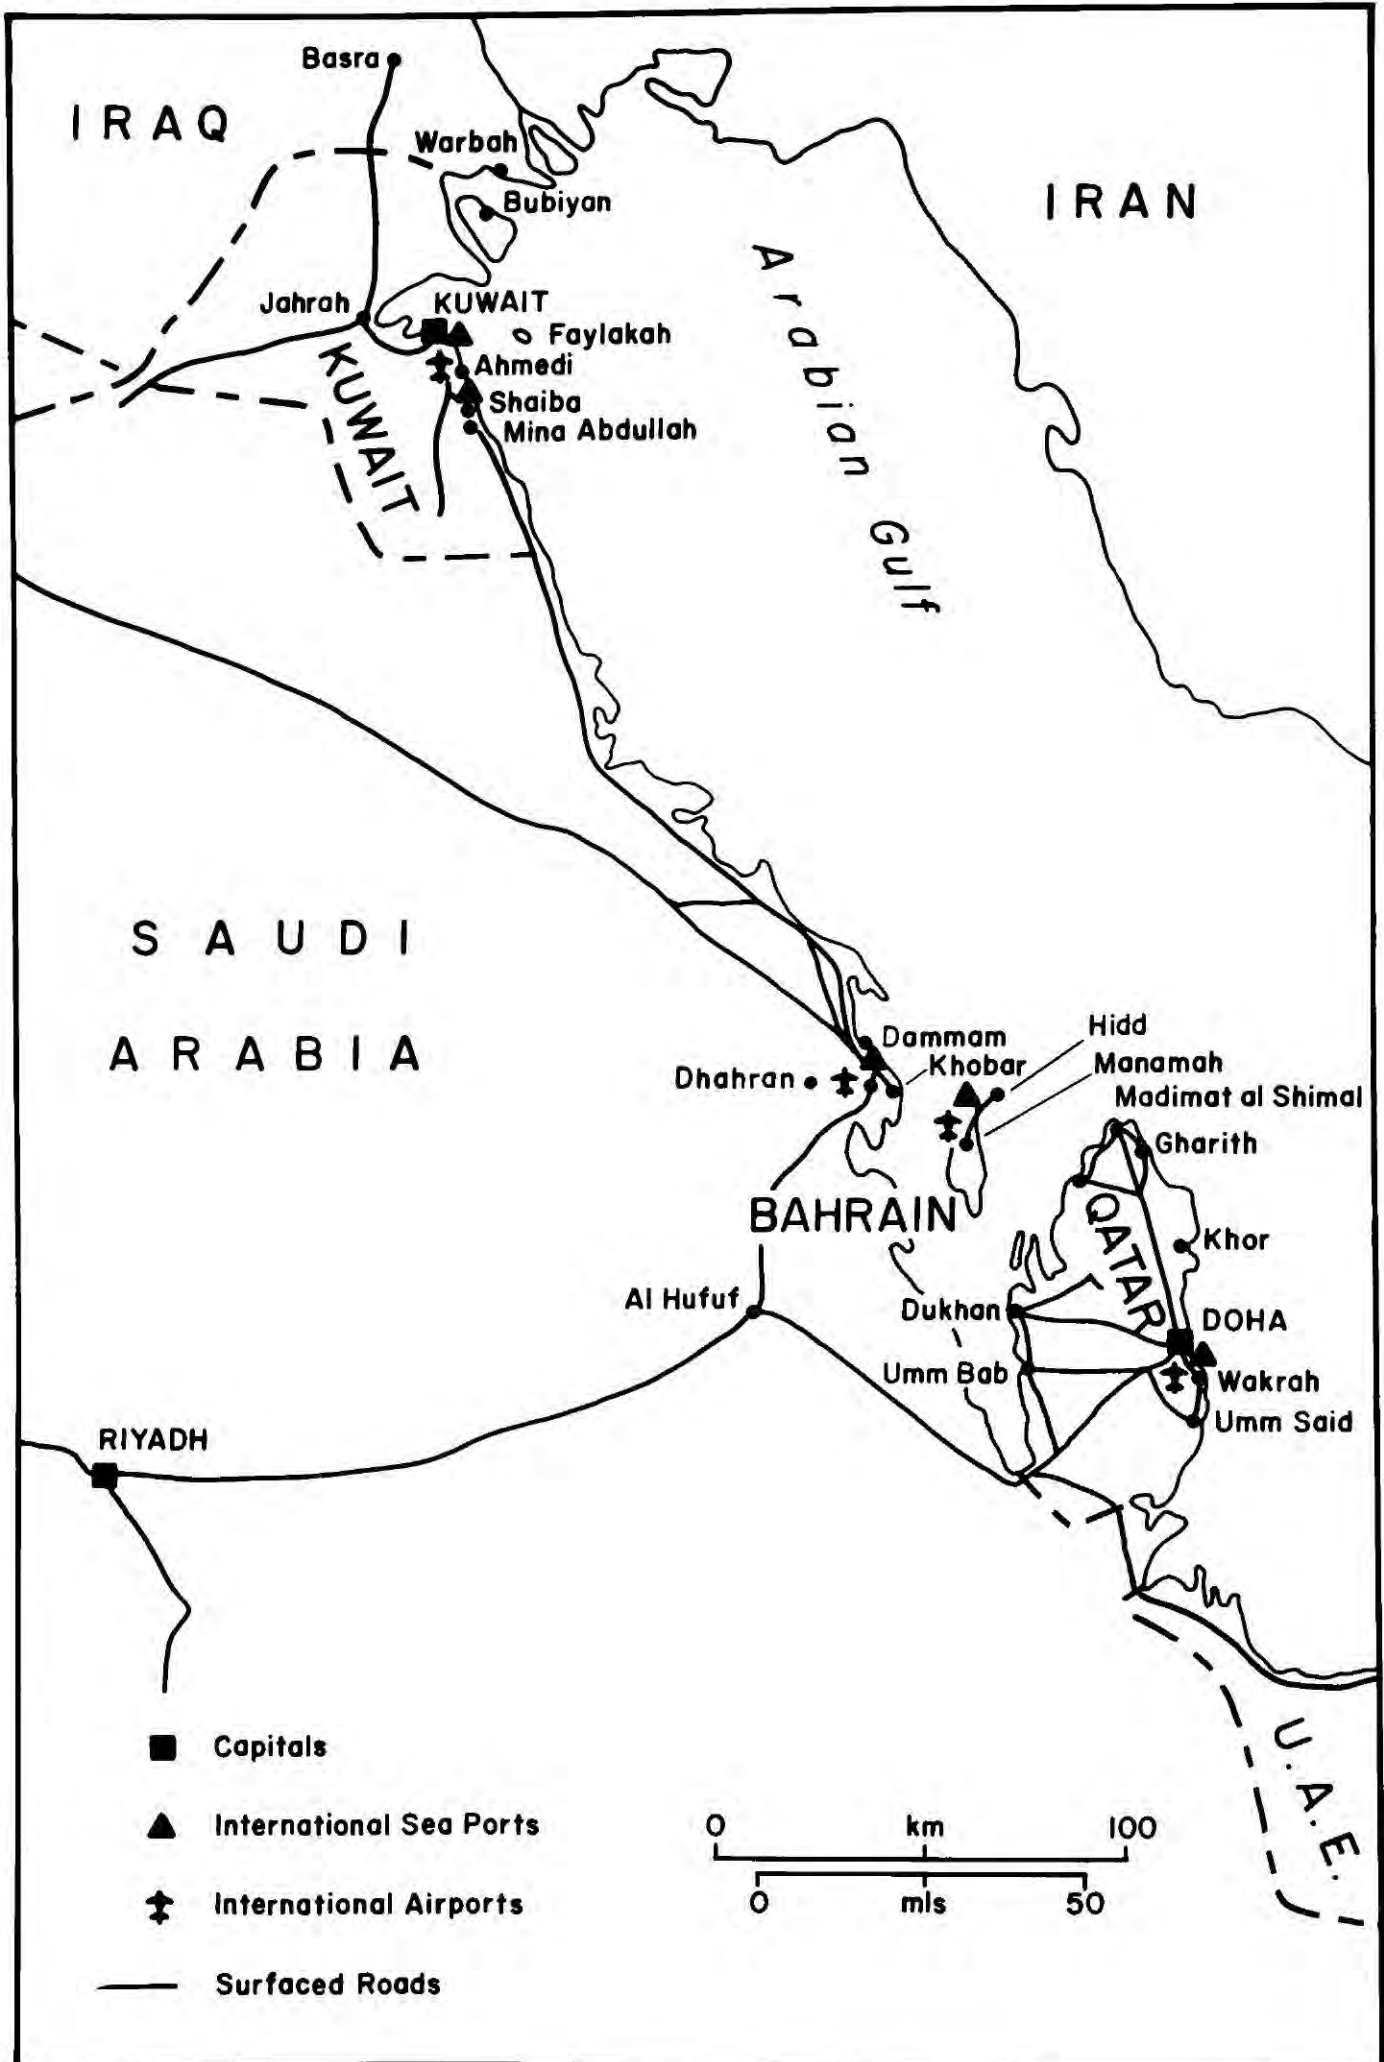 Basra
IRAQ
Warbah
IRAN
Bubiyan
Jahrah
KUWAIT
Faylakah
KUWAIT
Ahmedi
Shaiba
Mina Abdullah
Arabian Gulf
SAUDI
ARABIA
Hidd
Dammam
Khobar
Manamah
Dhahran
Madimat al Shimal
Gharith
BAHRAIN
QATAR
Khor
Al Hufuf
Dukhan
DOHA
Umm Bab
Wakrah
Umm Said
RIYADH
U.A.E.
Capitals
International Sea Ports
International Airports
Surfaced Roads
0 km 100
0 mls 50